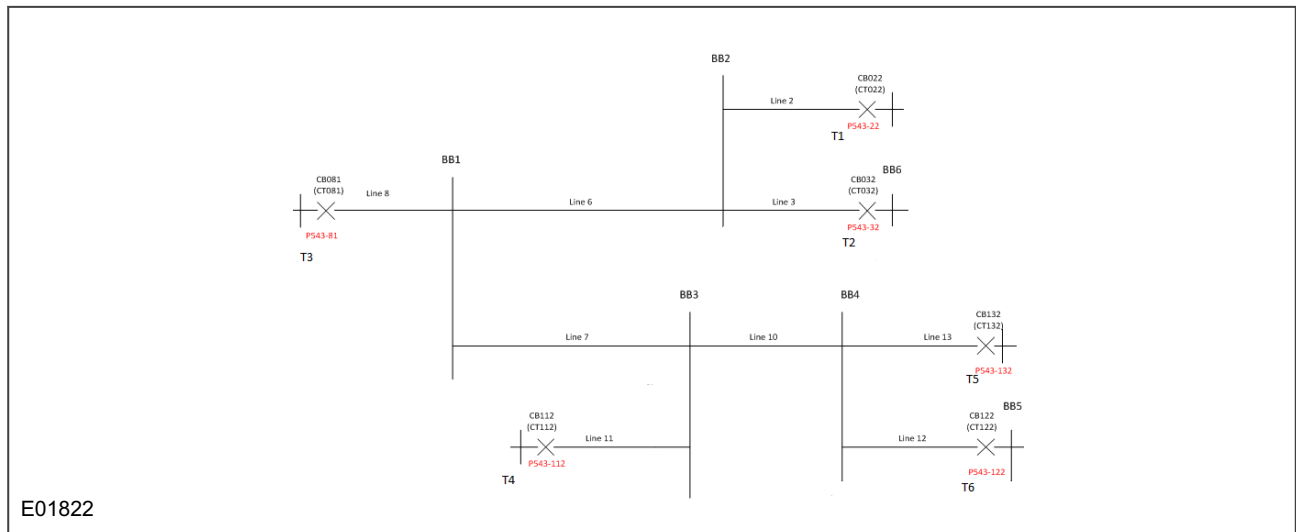 BB2
CB022
(CT022)
Line 2
P543-22
T1
BB1
CB081
(CT081)
Line 8
P543-81
T3
Line 6
CB032
(CT032)
BB6
Line 3
P543-32
T2
BB3
BB4
Line 7
Line 10
CB132
(CT132)
Line 13
P543-132
T5
CB112
(CT112)
Line 11
P543-112
T4
CB122
(CT122)
BB5
Line 12
P543-122
T6
E01822